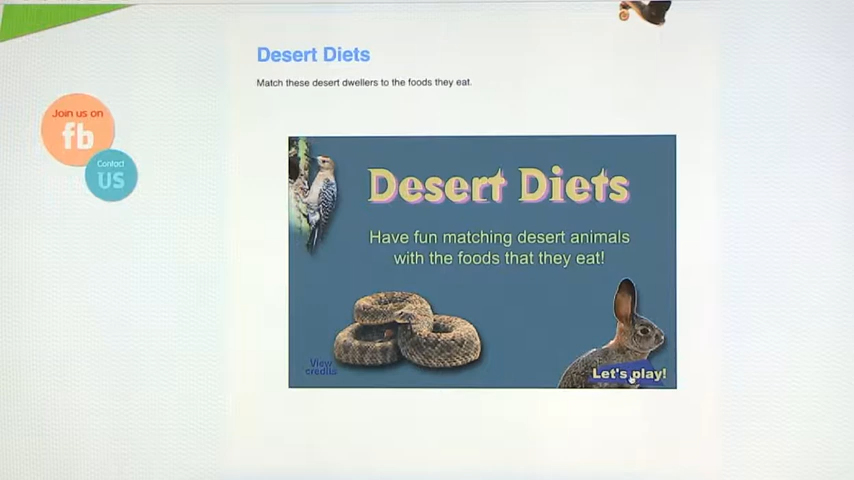 Desert Diets
Match these desert dwellers to the foods they eat.
Join us on
fb
Contact
US
Desert Diets
Have fun matching desert animals
with the foods that they eat!
View
credits
Let's play!